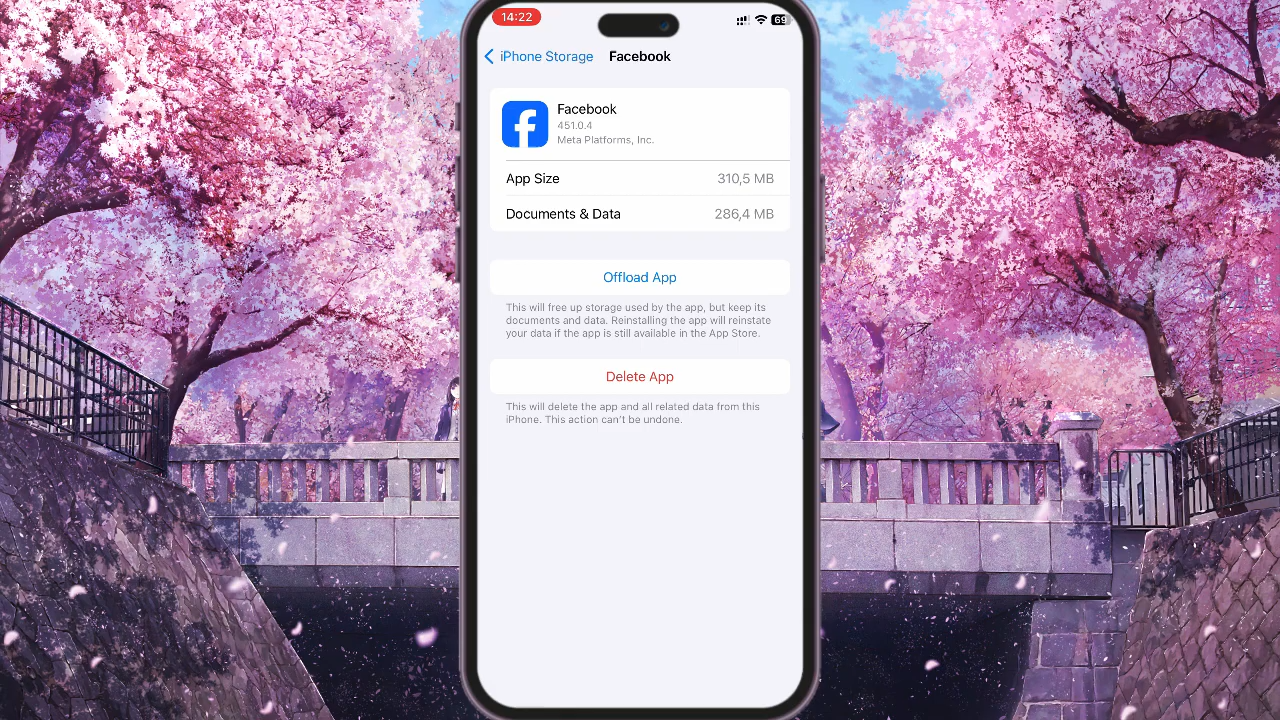 14:22
69
iPhone Storage Facebook
Facebook
451.0.4
Meta Platforms, Inc.
App Size 310,5 MB
Documents & Data 286,4 MB
Offload App
This will free up storage used by the app, but keep its
documents and data. Reinstalling the app will reinstate
your data if the app is still available in the App Store.
Delete App
This will delete the app and all related data from this
iPhone. This action can't be undone.